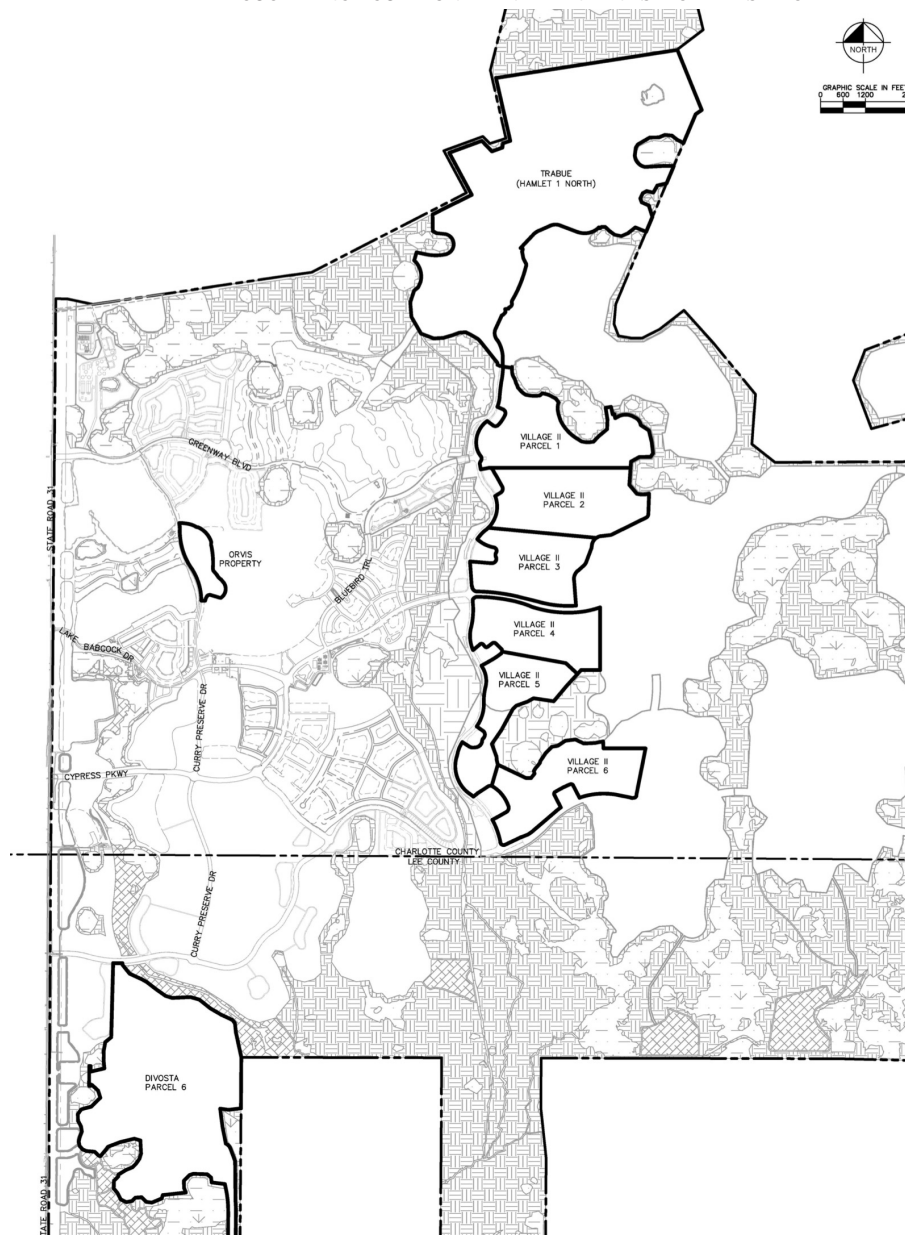 NORTH
GRAPHIC SCALE IN FEET
0 600 1200
TRABUE
(HAMLET 1 NORTH)
VILLAGE II
PARCEL 1
GREENWAY BLVD
STATE ROAD 31
VILLAGE II
PARCEL 2
ORVIS
PROPERTY
VILLAGE II
PARCEL 3
BLUEBIRD TRL
VILLAGE II
PARCEL 4
LAKE BABCOCK DR
VILLAGE II
PARCEL 5
CURRY PRESERVE DR
VILLAGE II
PARCEL 6
CYPRESS PKWY
CHARLOTTE COUNTY
LEE COUNTY
CURRY PRESERVE DR
DIVOSTA
PARCEL 6
TATE ROAD 31